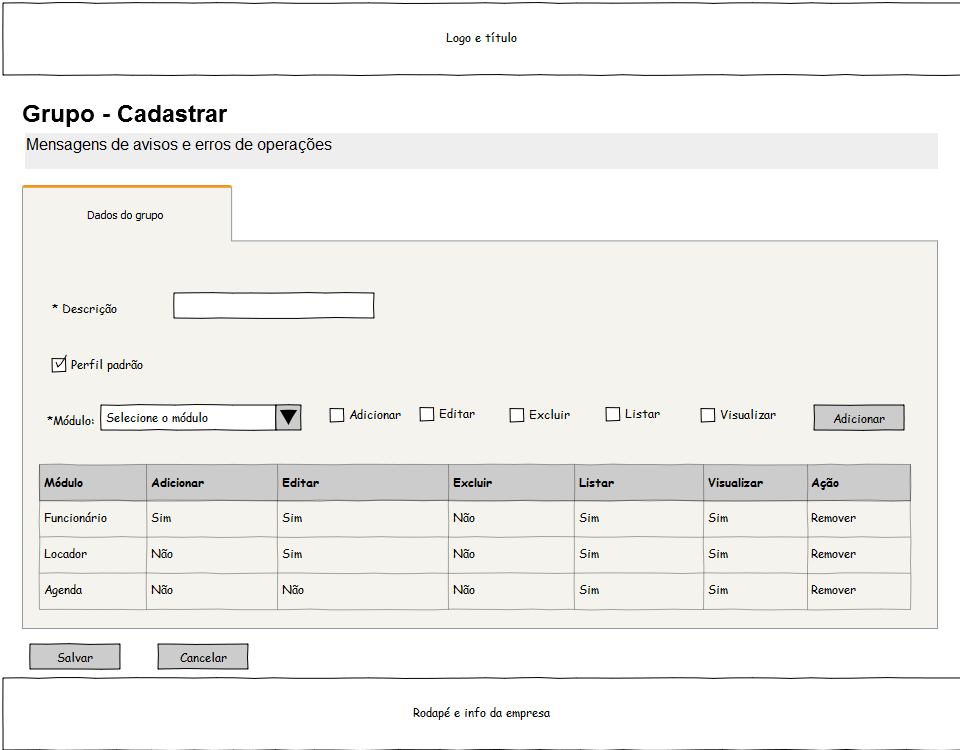 Logo e título
Grupo - Cadastrar
Mensagens de avisos e erros de operações
Dados do grupo
* Descrição
Perfil padrão
*Módulo: Selecione o módulo Adicionar Editar Excluir Listar Visualizar Adicionar
Módulo Adicionar Editar Excluir Listar Visualizar Ação
Funcionário Sim Sim Não Sim Sim Remover
Locador Não Sim Não Sim Sim Remover
Agenda Não Não Não Sim Sim Remover
Salvar Cancelar
Rodapé e info da empresa